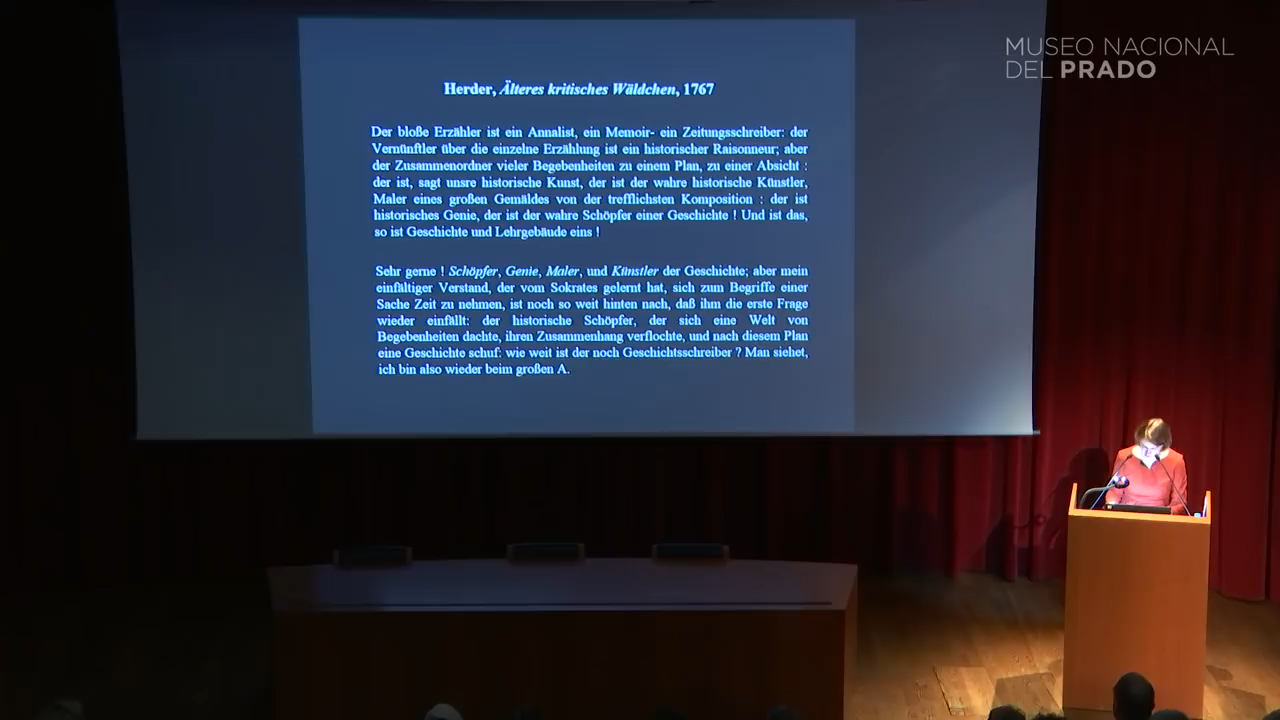 MUSEO NACIONAL
DEL PRADO
Herder, Älteres kritisches Wäldchen, 1767
Der bloße Erzähler ist ein Annalist, ein Memoir- ein Zeitungsschreiber: der
Vernünftler über die einzelne Erzählung ist ein historischer Raisonneur; aber
der Zusammenordner vieler Begebenheiten zu einem Plan, zu einer Absicht :
der ist, sagt unsre historische Kunst, der ist der wahre historische Künstler,
Maler eines großen Gemäldes von der trefflichsten Komposition : der ist
historisches Genie, der ist der wahre Schöpfer einer Geschichte ! Und ist das,
so ist Geschichte und Lehrgebäude eins !
Sehr gerne ! Schöpfer, Genie, Maler, und Künstler der Geschichte; aber mein
einfältiger Verstand, der vom Sokrates gelernt hat, sich zum Begriffe einer
Sache Zeit zu nehmen, ist noch so weit hinten nach, daß ihm die erste Frage
wieder einfällt: der historische Schöpfer, der sich eine Welt von
Begebenheiten dachte, ihren Zusammenhang verflochte, und nach diesem Plan
eine Geschichte schuf: wie weit ist der noch Geschichtsschreiber ? Man siehet,
ich bin also wieder beim großen A.